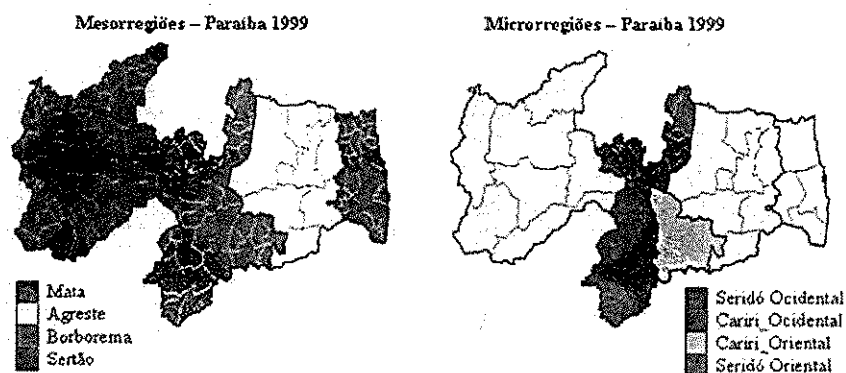 Mesorregiões – Paraíba 1999
Mata
Agreste
Borborema
Sertão
Microrregiões – Paraíba 1999
Seridó Ocidental
Cariri_Ocidental
Cariri_Oriental
Seridó Oriental